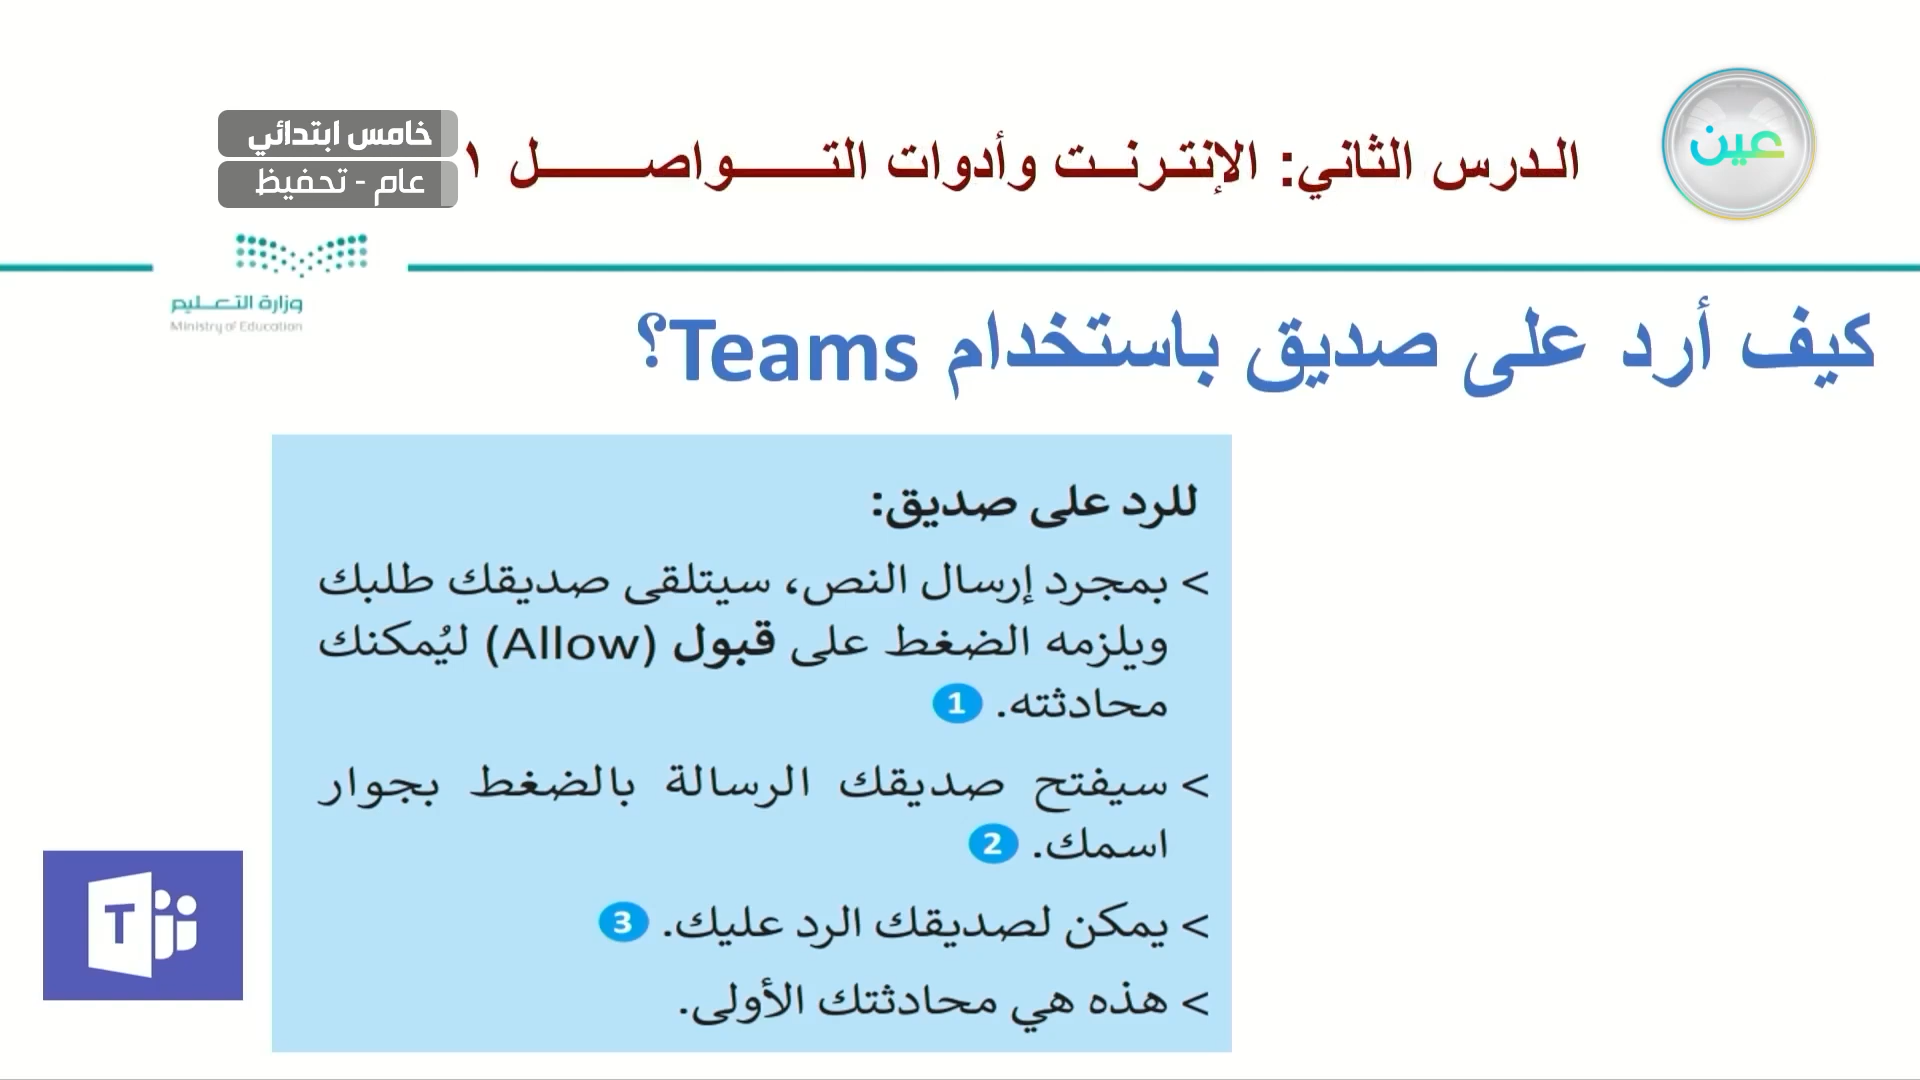 خامس ابتدائي
عام - تحفيظ
الدرس الثاني: الإنترنت وأدوات التواصل ١
عين
وزارة التعليم
Ministry of Education
كيف أرد على صديق باستخدام Teams؟
للرد على صديق:
> بمجرد إرسال النص، سيتلقى صديقك طلبك
ويلزمه الضغط على قبول (Allow) ليُمكنك
محادثته. 1
> سيفتح صديقك الرسالة بالضغط بجوار
اسمك. 2
> يمكن لصديقك الرد عليك. 3
> هذه هي محادثتك الأولى.
T